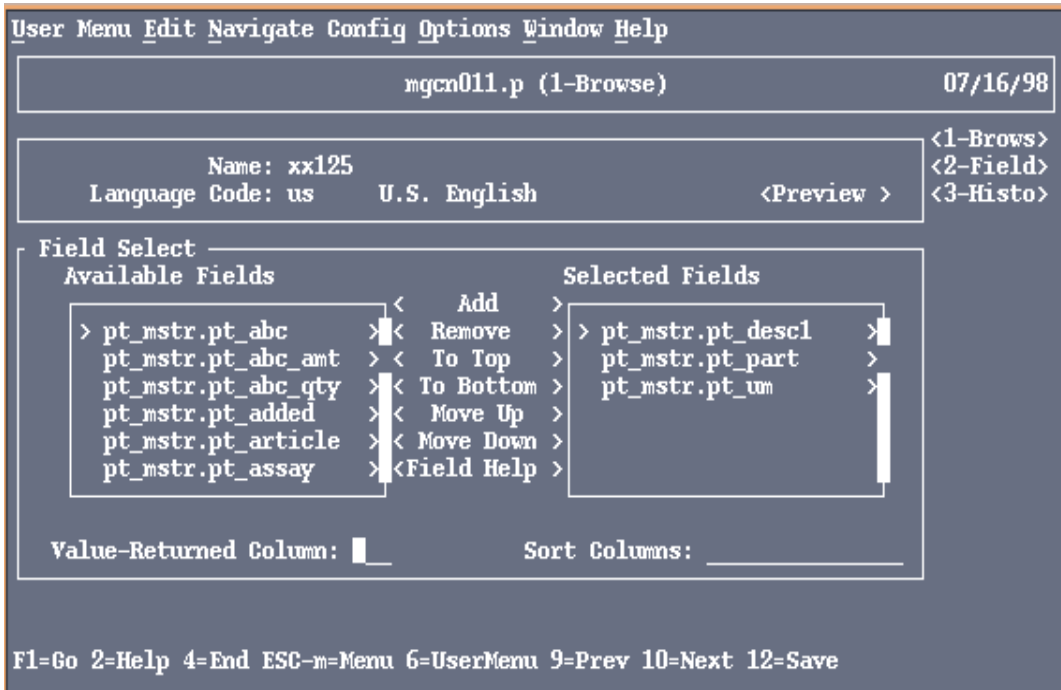 User Menu Edit Navigate Config Options Window Help
mgcn011.p (1-Browse) 07/16/98
<1-Brows>
Name: xx125 <2-Field>
Language Code: us U.S. English <Preview > <3-Histo>
Field Select
Available Fields Selected Fields
< Add >
> pt_mstr.pt_abc > < Remove > > pt_mstr.pt_desc1 >
pt_mstr.pt_abc_amt > < To Top > pt_mstr.pt_part >
pt_mstr.pt_abc_qty > < To Bottom > pt_mstr.pt_um >
pt_mstr.pt_added > < Move Up >
pt_mstr.pt_article > < Move Down >
pt_mstr.pt_assay > <Field Help >
Value-Returned Column: __ Sort Columns: ____________
F1=Go 2=Help 4=End ESC-m=Menu 6=UserMenu 9=Prev 10=Next 12=Save